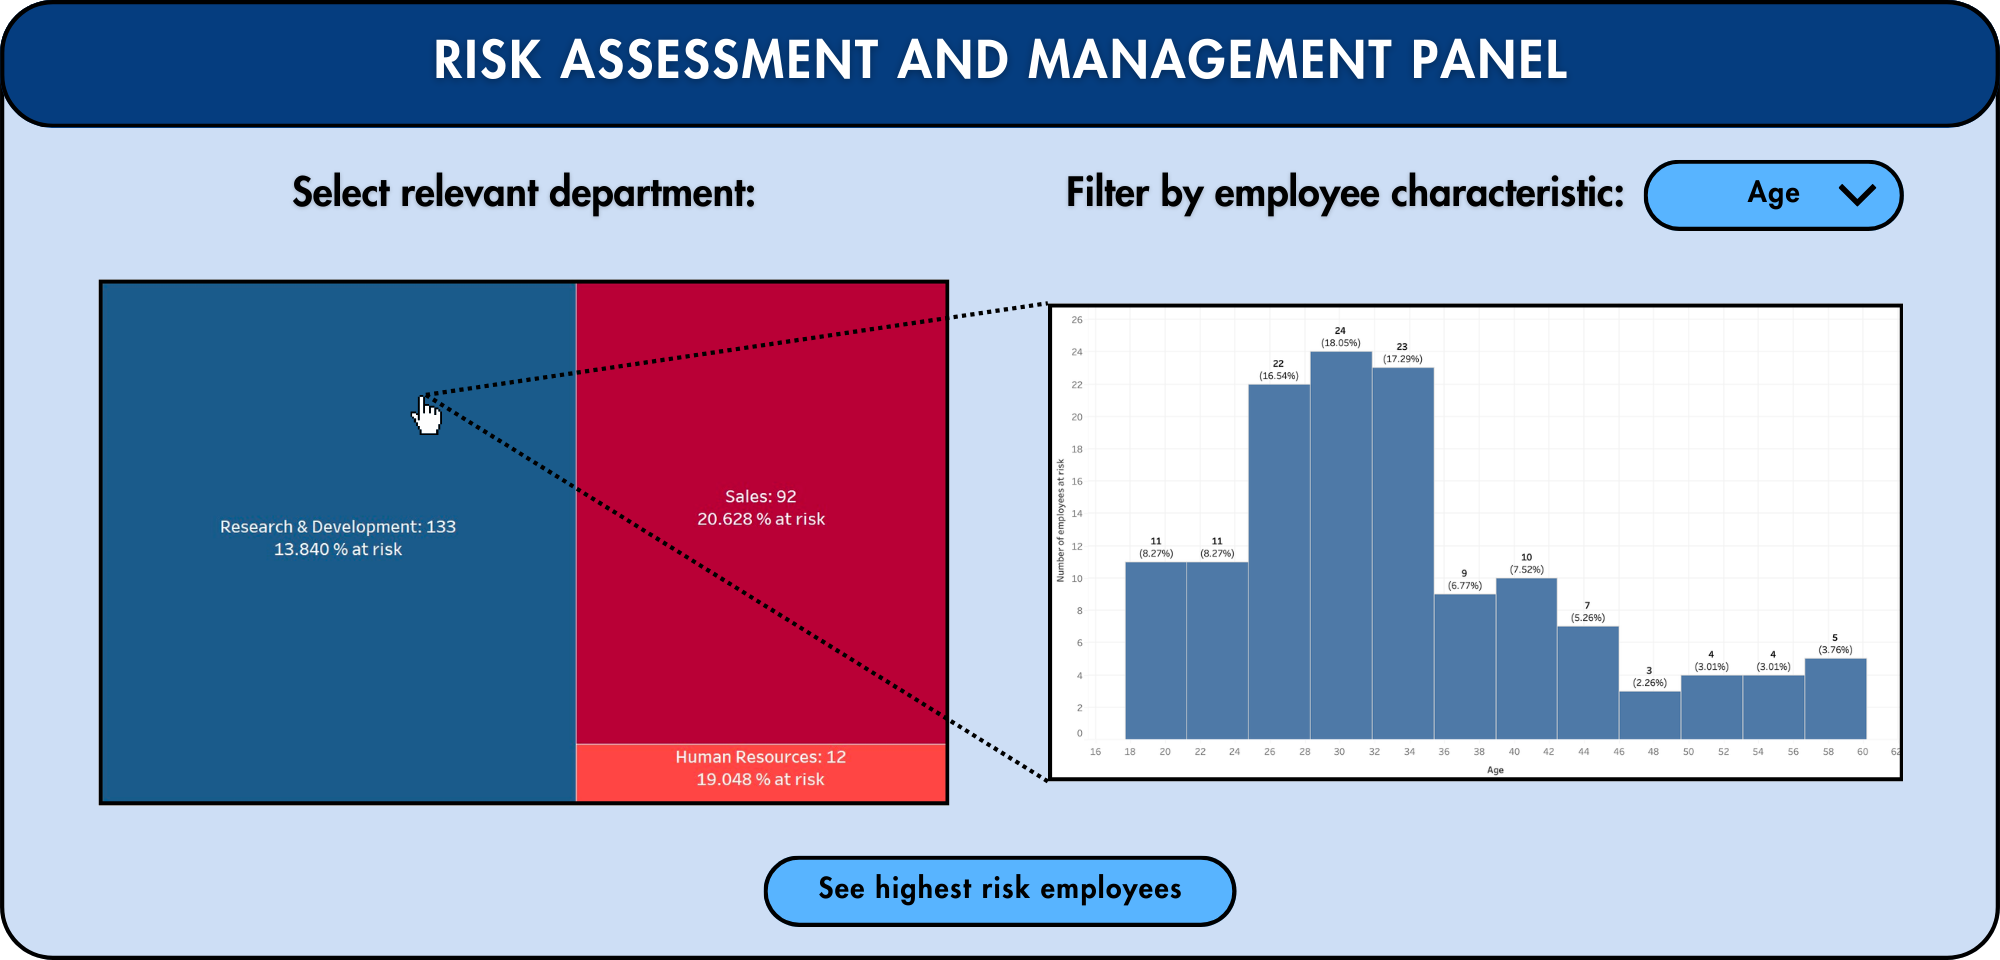 RISK ASSESSMENT AND MANAGEMENT PANEL
Select relevant department:
Filter by employee characteristic:
Age
Research & Development: 133
13.840 % at risk
Sales: 92
20.628 % at risk
Human Resources: 12
19.048 % at risk
Number of employees at risk
26
24
22
20
18
16
14
12
10
8
6
4
2
0
11
(8.27%)
11
(8.27%)
22
(16.54%)
24
(18.05%)
23
(17.29%)
9
(6.77%)
10
(7.52%)
7
(5.26%)
3
(2.26%)
4
(3.01%)
4
(3.01%)
5
(3.76%)
16 18 20 22 24 26 28 30 32 34 36 38 40 42 44 46 48 50 52 54 56 58 60 62
Age
See highest risk employees